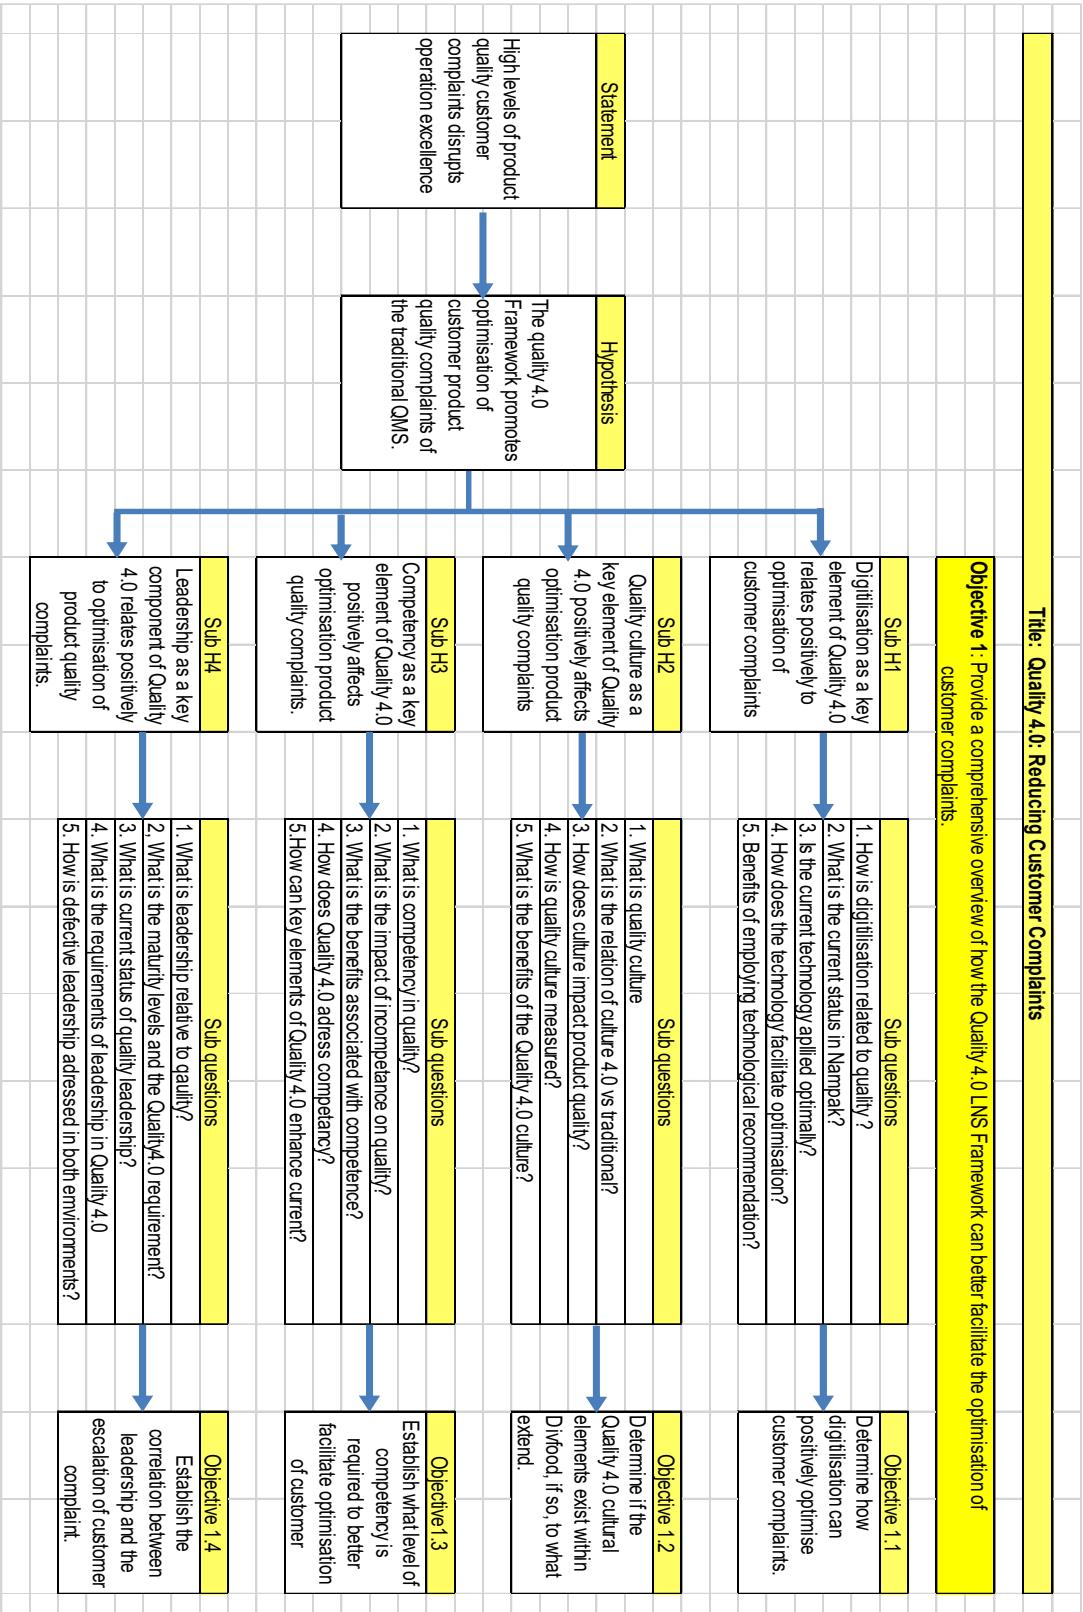 Title: Quality 4.0: Reducing Customer Complaints
Objective 1: Provide a comprehensive overview of how the Quality 4.0 LNS Framework can better facilitate the optimisation of
customer complaints.
Statement
High levels of product
quality customer
complaints disrupts
operation excellence
Hypothesis
The quality 4.0
Framework promotes
optimisation of
customer product
quality complaints of
the traditional QMS.
Sub H1
Digitilisation as a key
element of Quality 4.0
relates positively to
optimisation of
customer complaints
Sub questions
1. How is digitilisation related to quality ?
2. What is the current status in Nampak?
3. Is the current technology apllied optimally?
4. How does the technology facilitate optimisation?
5. Benefits of employing technological recommendation?
Objective 1.1
Determine how
digitilisation can
positively optimise
customer complaints.
Sub H2
Quality culture as a
key element of Quality
4.0 positively affects
optimisation product
quality complaints
Sub questions
1. What is quality culture
2. What is the relation of culture 4.0 vs traditional?
3. How does culture impact product quality?
4. How is quality culture measured?
5. What is the benefits of the Quality 4.0 culture?
Objective 1.2
Determine if the
Quality 4.0 cultural
elements exist within
Divfood, if so, to what
extend.
Sub H3
Competency as a key
element of Quality 4.0
positively affects
optimisation product
quality complaints.
Sub questions
1. What is competency in quality?
2. What is the impact of incompetance on quality?
3. What is the benefits associated with competence?
4. How does Quality 4.0 adress competancy?
5.How can key elements of Quality 4.0 enhance current?
Objective1.3
Establish what level of
competency is
required to better
facilitate optimisation
of customer
Sub H4
Leadership as a key
component of Quality
4.0 relates positively
to optimisation of
product quality
complaints.
Sub questions
1. What is leadership relative to qaulity?
2, What is the maturity levels and the Quality4.0 requirement?
3. What is current status of quality leadership?
4. What is the requirements of leadership in Quality 4.0
5. How is defective leadership adressed in both environments?
Objective 1.4
Establish the
correlation between
leadership and the
escalation of customer
complaint.